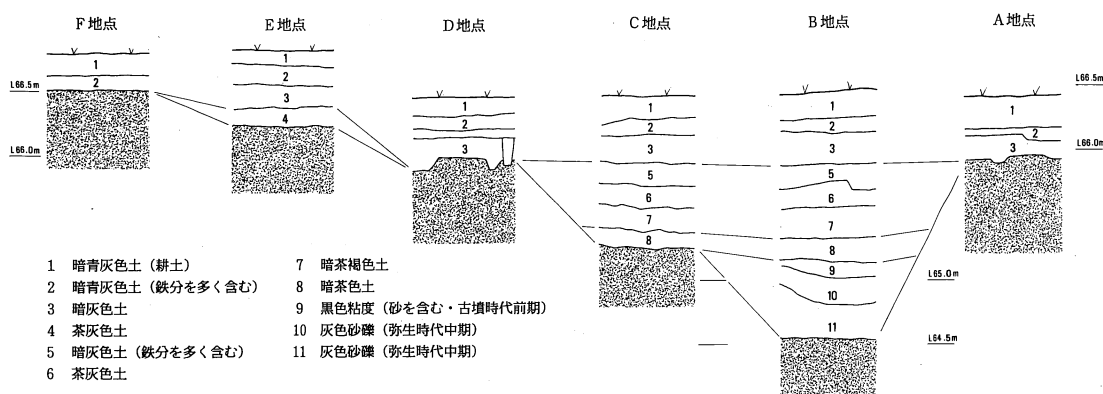 F地点 E地点 D地点 C地点 B地点 A地点
L66.5m
L66.0m
L66.5m
L66.0m
L65.0m
L64.5m
1
2
1
2
3
4
1
2
3
1
2
3
5
6
7
8
1
2
3
5
6
7
8
9
10
11
1
2
3
1 暗青灰色土(耕土)
2 暗青灰色土(鉄分を多く含む)
3 暗灰色土
4 茶灰色土
5 暗灰色土(鉄分を多く含む)
6 茶灰色土
7 暗茶褐色土
8 暗茶色土
9 黒色粘度(砂を含む・古墳時代前期)
10 灰色砂礫(弥生時代中期)
11 灰色砂礫(弥生時代中期)